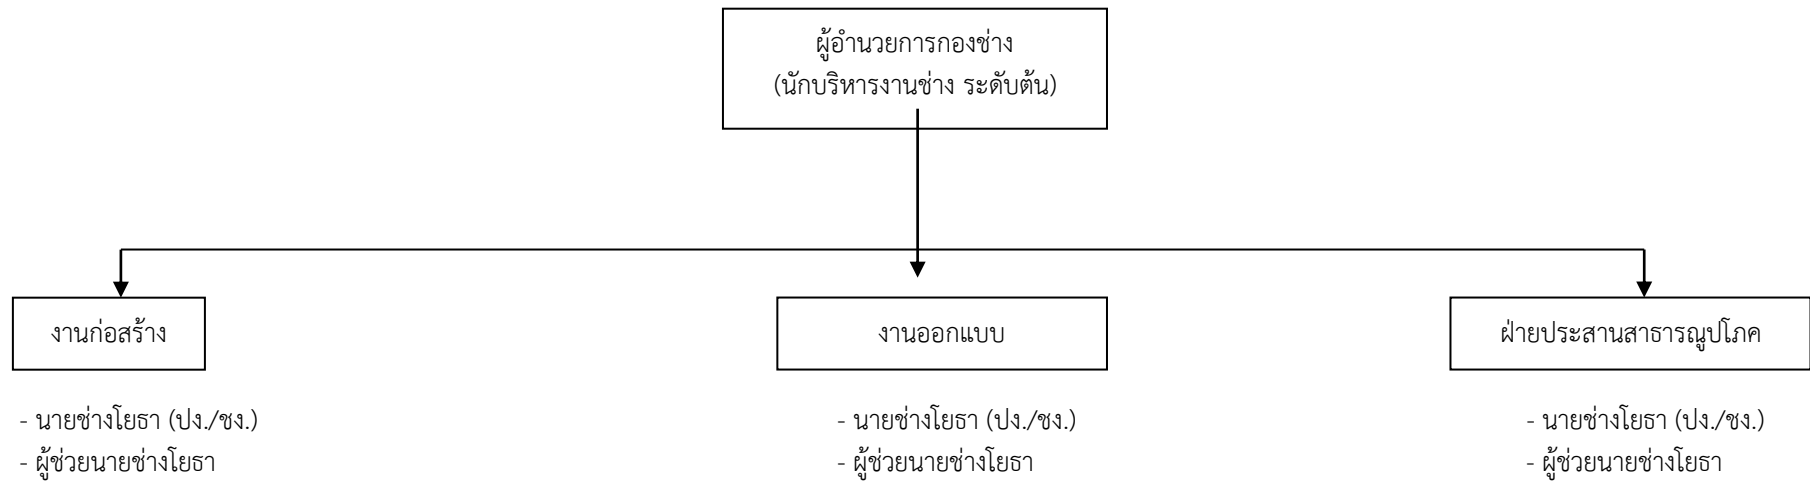 ผู้อำนวยการกองช่าง
(นักบริหารงานช่าง ระดับต้น)
งานก่อสร้าง
งานออกแบบ
ฝ่ายประสานสาธารณูปโภค
- นายช่างโยธา (ปง./ชง.)
- ผู้ช่วยนายช่างโยธา
- นายช่างโยธา (ปง./ชง.)
- ผู้ช่วยนายช่างโยธา
- นายช่างโยธา (ปง./ชง.)
- ผู้ช่วยนายช่างโยธา